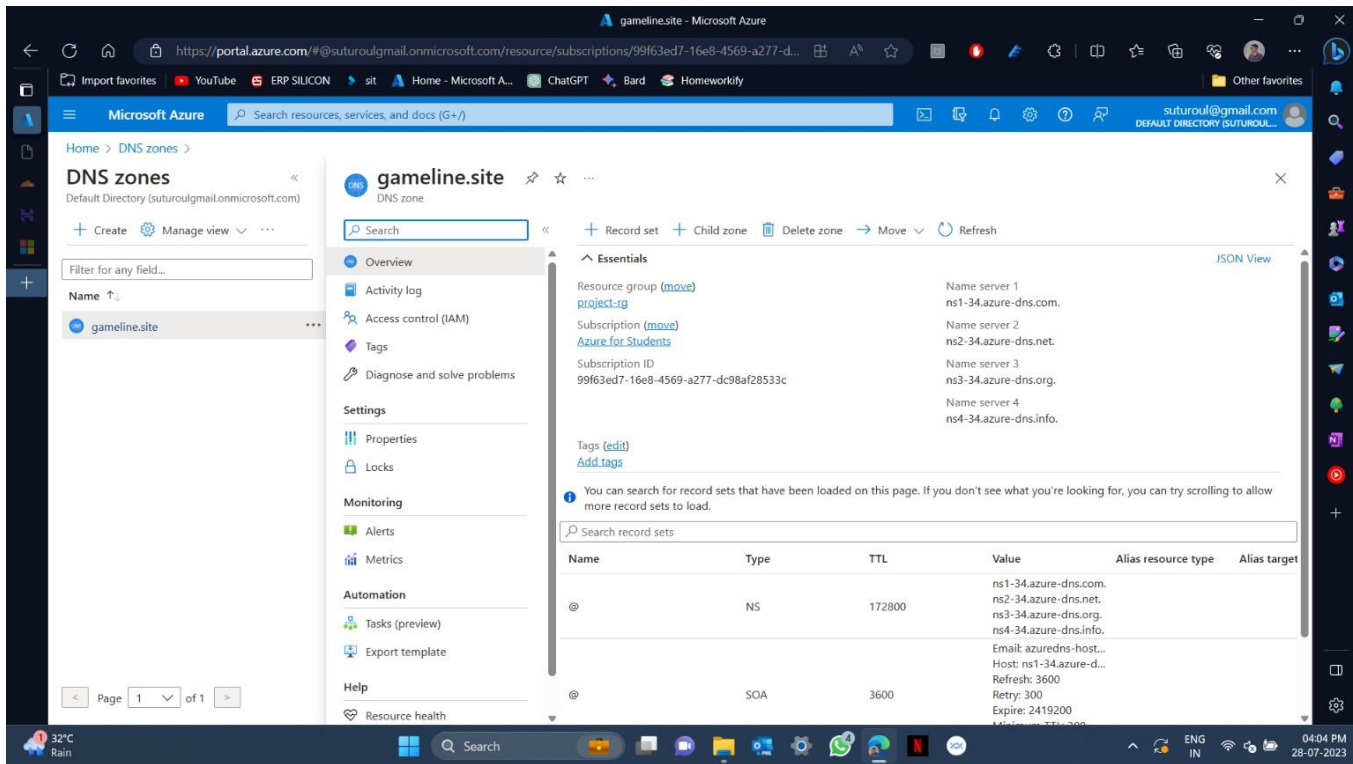 gameline.site - Microsoft Azure
https://portal.azure.com/#@suturoulgmail.onmicrosoft.com/resource/subscriptions/99f63ed7-16e8-4569-a277-d...
Import favorites YouTube ERP SILICON sit Home - Microsoft A... ChatGPT Bard Homeworkify Other favorites
Microsoft Azure Search resources, services, and docs (G+/) suturoul@gmail.com
DEFAULT DIRECTORY (SUTUROUL...
Home > DNS zones >
DNS zones «
Default Directory (suturoulgmail.onmicrosoft.com)
+ Create Manage view ...
Filter for any field...
Name ↑↓
gameline.site ...
< Page 1 of 1 >
DNS gameline.site ...
DNS zone
Search «
Overview
Activity log
Access control (IAM)
Tags
Diagnose and solve problems
Settings
Properties
Locks
Monitoring
Alerts
Metrics
Automation
Tasks (preview)
Export template
Help
Resource health
+ Record set + Child zone Delete zone → Move Refresh
Essentials JSON View
Resource group (move)
project-rg
Subscription (move)
Azure for Students
Subscription ID
99f63ed7-16e8-4569-a277-dc98af28533c
Name server 1
ns1-34.azure-dns.com.
Name server 2
ns2-34.azure-dns.net.
Name server 3
ns3-34.azure-dns.org.
Name server 4
ns4-34.azure-dns.info.
Tags (edit)
Add tags
You can search for record sets that have been loaded on this page. If you don't see what you're looking for, you can try scrolling to allow
more record sets to load.
Search record sets
Name Type TTL Value Alias resource type Alias target
@ NS 172800
ns1-34.azure-dns.com.
ns2-34.azure-dns.net.
ns3-34.azure-dns.org.
ns4-34.azure-dns.info.
@ SOA 3600
Email: azuredns-host...
Host: ns1-34.azure-d...
Refresh: 3600
Retry: 300
Expire: 2419200
Minimum TTL: 300
1 32°C
Rain
Search
4
ENG
IN
04:04 PM
28-07-2023